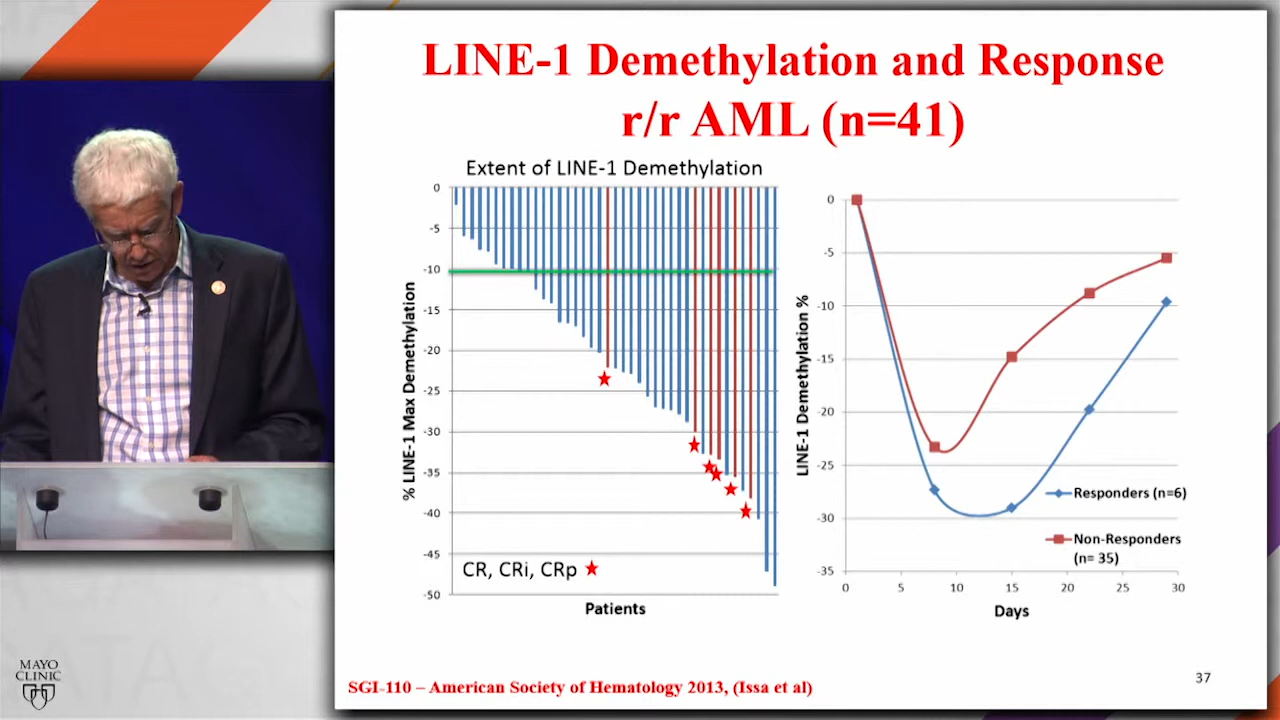 LINE-1 Demethylation and Response
r/r AML (n=41)
Extent of LINE-1 Demethylation
0
-5
-10
-15
-20
-25
-30
-35
-40
-45
-50
% LINE-1 Max Demethylation
CR, CRi, CRp
Patients
0
-5
-10
-15
-20
-25
-30
-35
LINE-1 Demethylation %
Responders (n=6)
Non-Responders
(n= 35)
0
5
10
15
20
25
30
Days
SGI-110 – American Society of Hematology 2013, (Issa et al)
37
MAYO
CLINIC